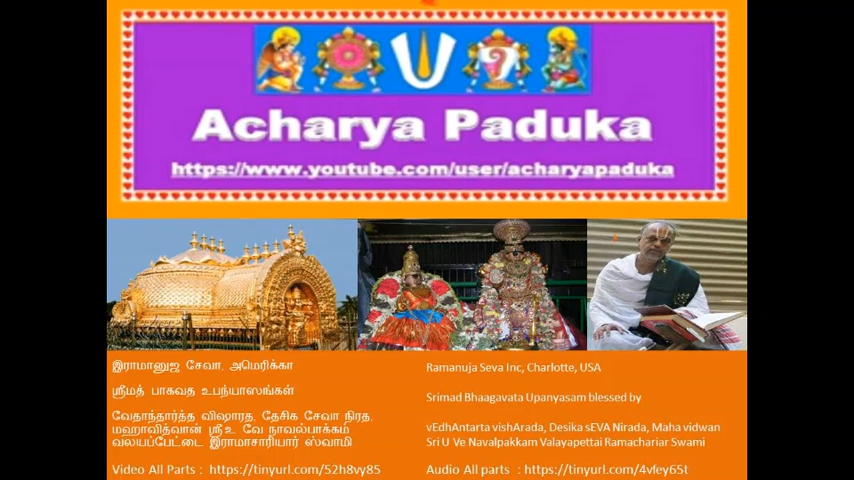 Acharya Paduka
https://www.youtube.com/user/acharyapaduka
இராமானுஜ சேவா, அமெரிக்கா
ஸ்ரீமத் பாகவத உபந்யாஸங்கள்
வேதாந்தார்த்த விஷாரத, தேசிக சேவா நிரத,
மஹாவித்வான் ஸ்ரீ உ வே நாவல்பாக்கம்
வலயப்பேட்டை இராமாசாரியார் ஸ்வாமி
Video All Parts : https://tinyurl.com/52h8vy85
Ramanuja Seva Inc, Charlotte, USA
Srimad Bhaagavata Upanyasam blessed by
vEdhAntarta vishArada, Desika sEVA Nirada, Maha vidwan
Sri U Ve Navalpakkam Valayapettai Ramachariar Swami
Audio All parts : https://tinyurl.com/4vfey65t